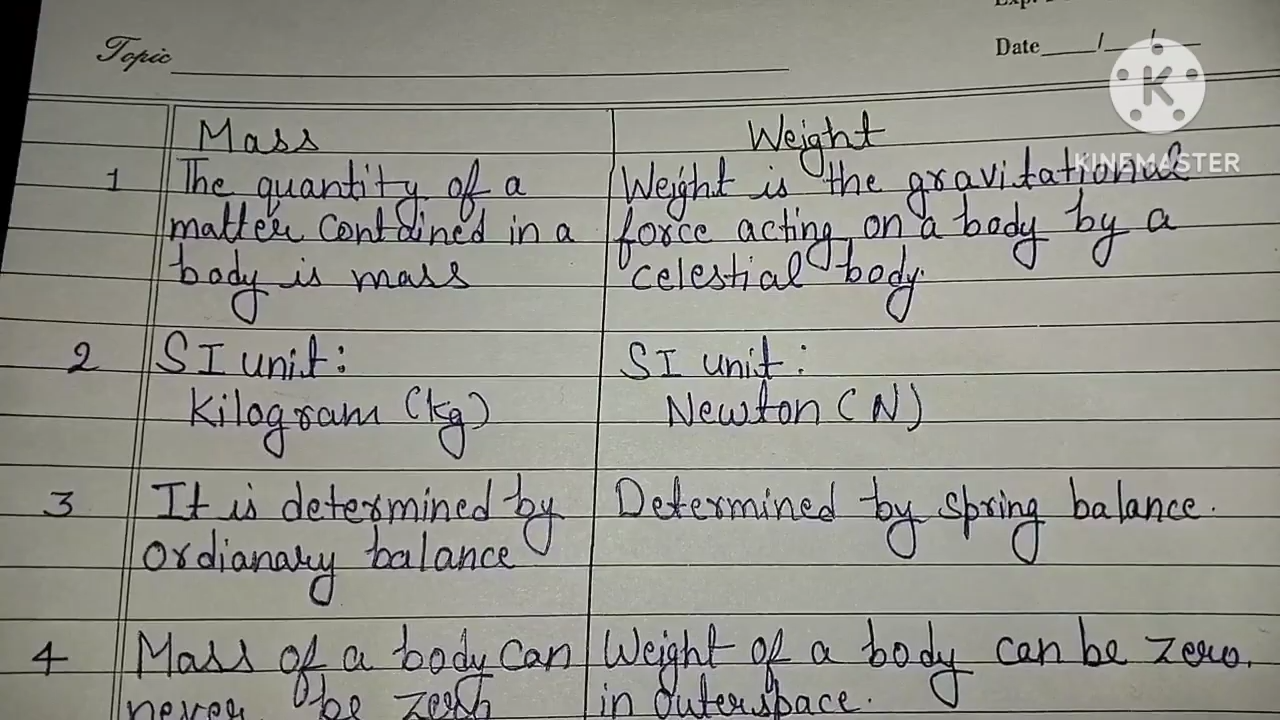 Topic
Date
KINEMASTER
Mass
Weight
1
The quantity of a
matter contained in a
body is mass
Weight is the gravitational
force acting on a body by a
celestial body.
2
SI unit:
Kilogram (kg)
SI unit:
Newton (N)
3
It is determined by
Ordianary balance
Determined by spring balance.
4
Mass of a body can
never be
Weight of a body can be zero.
in outerspace.